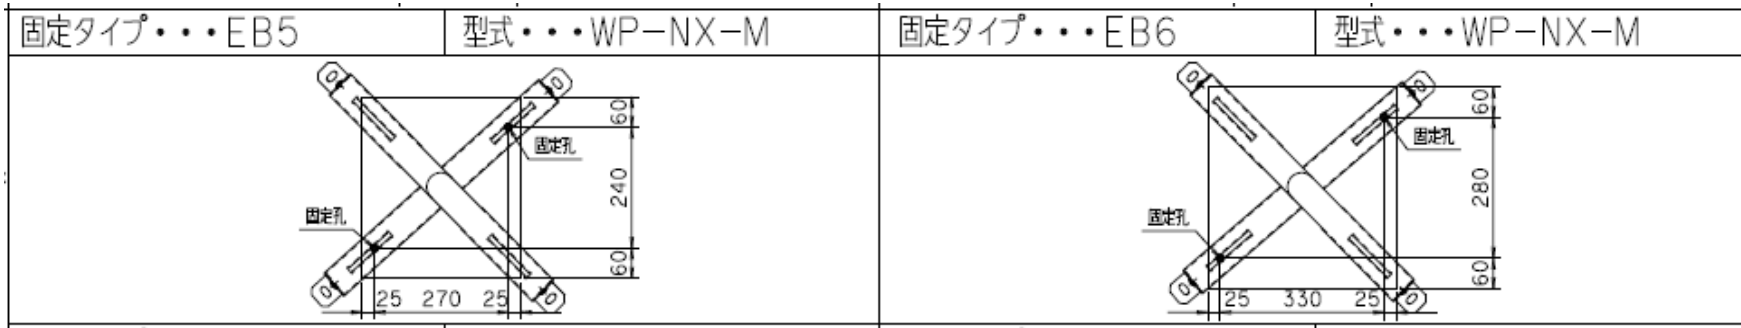 固定タイプ・・・EB5
型式・・・WP-NX-M
固定タイプ・・・EB6
型式・・・WP-NX-M
60
固定孔
240
固定孔
60
25 270 25
60
固定孔
280
固定孔
60
25 330 25